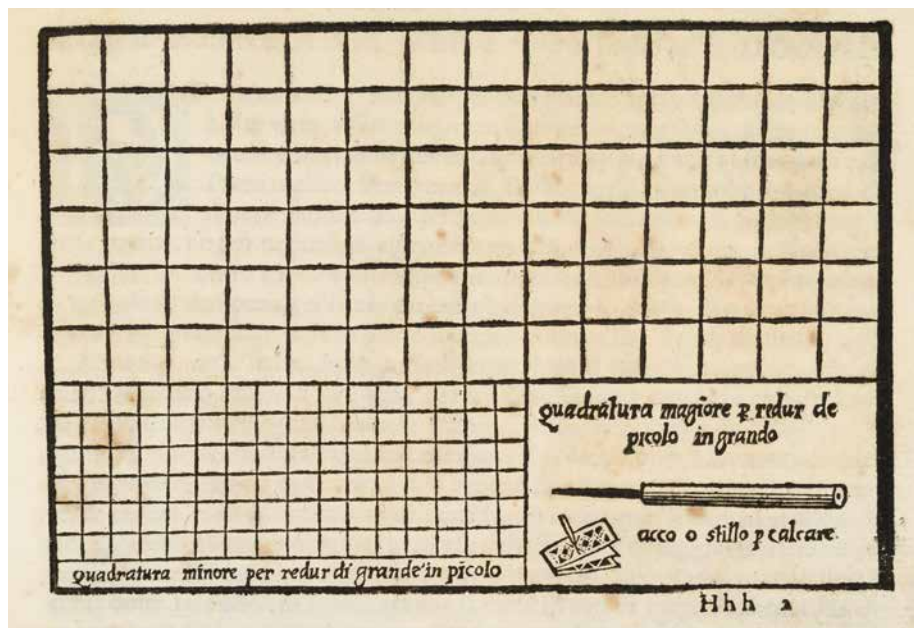 quadratura magiore ꝑ redur de
picolo in grando
acco o stillo p calcare.
quadratura minore per redur di grande in picolo
Hhh 2